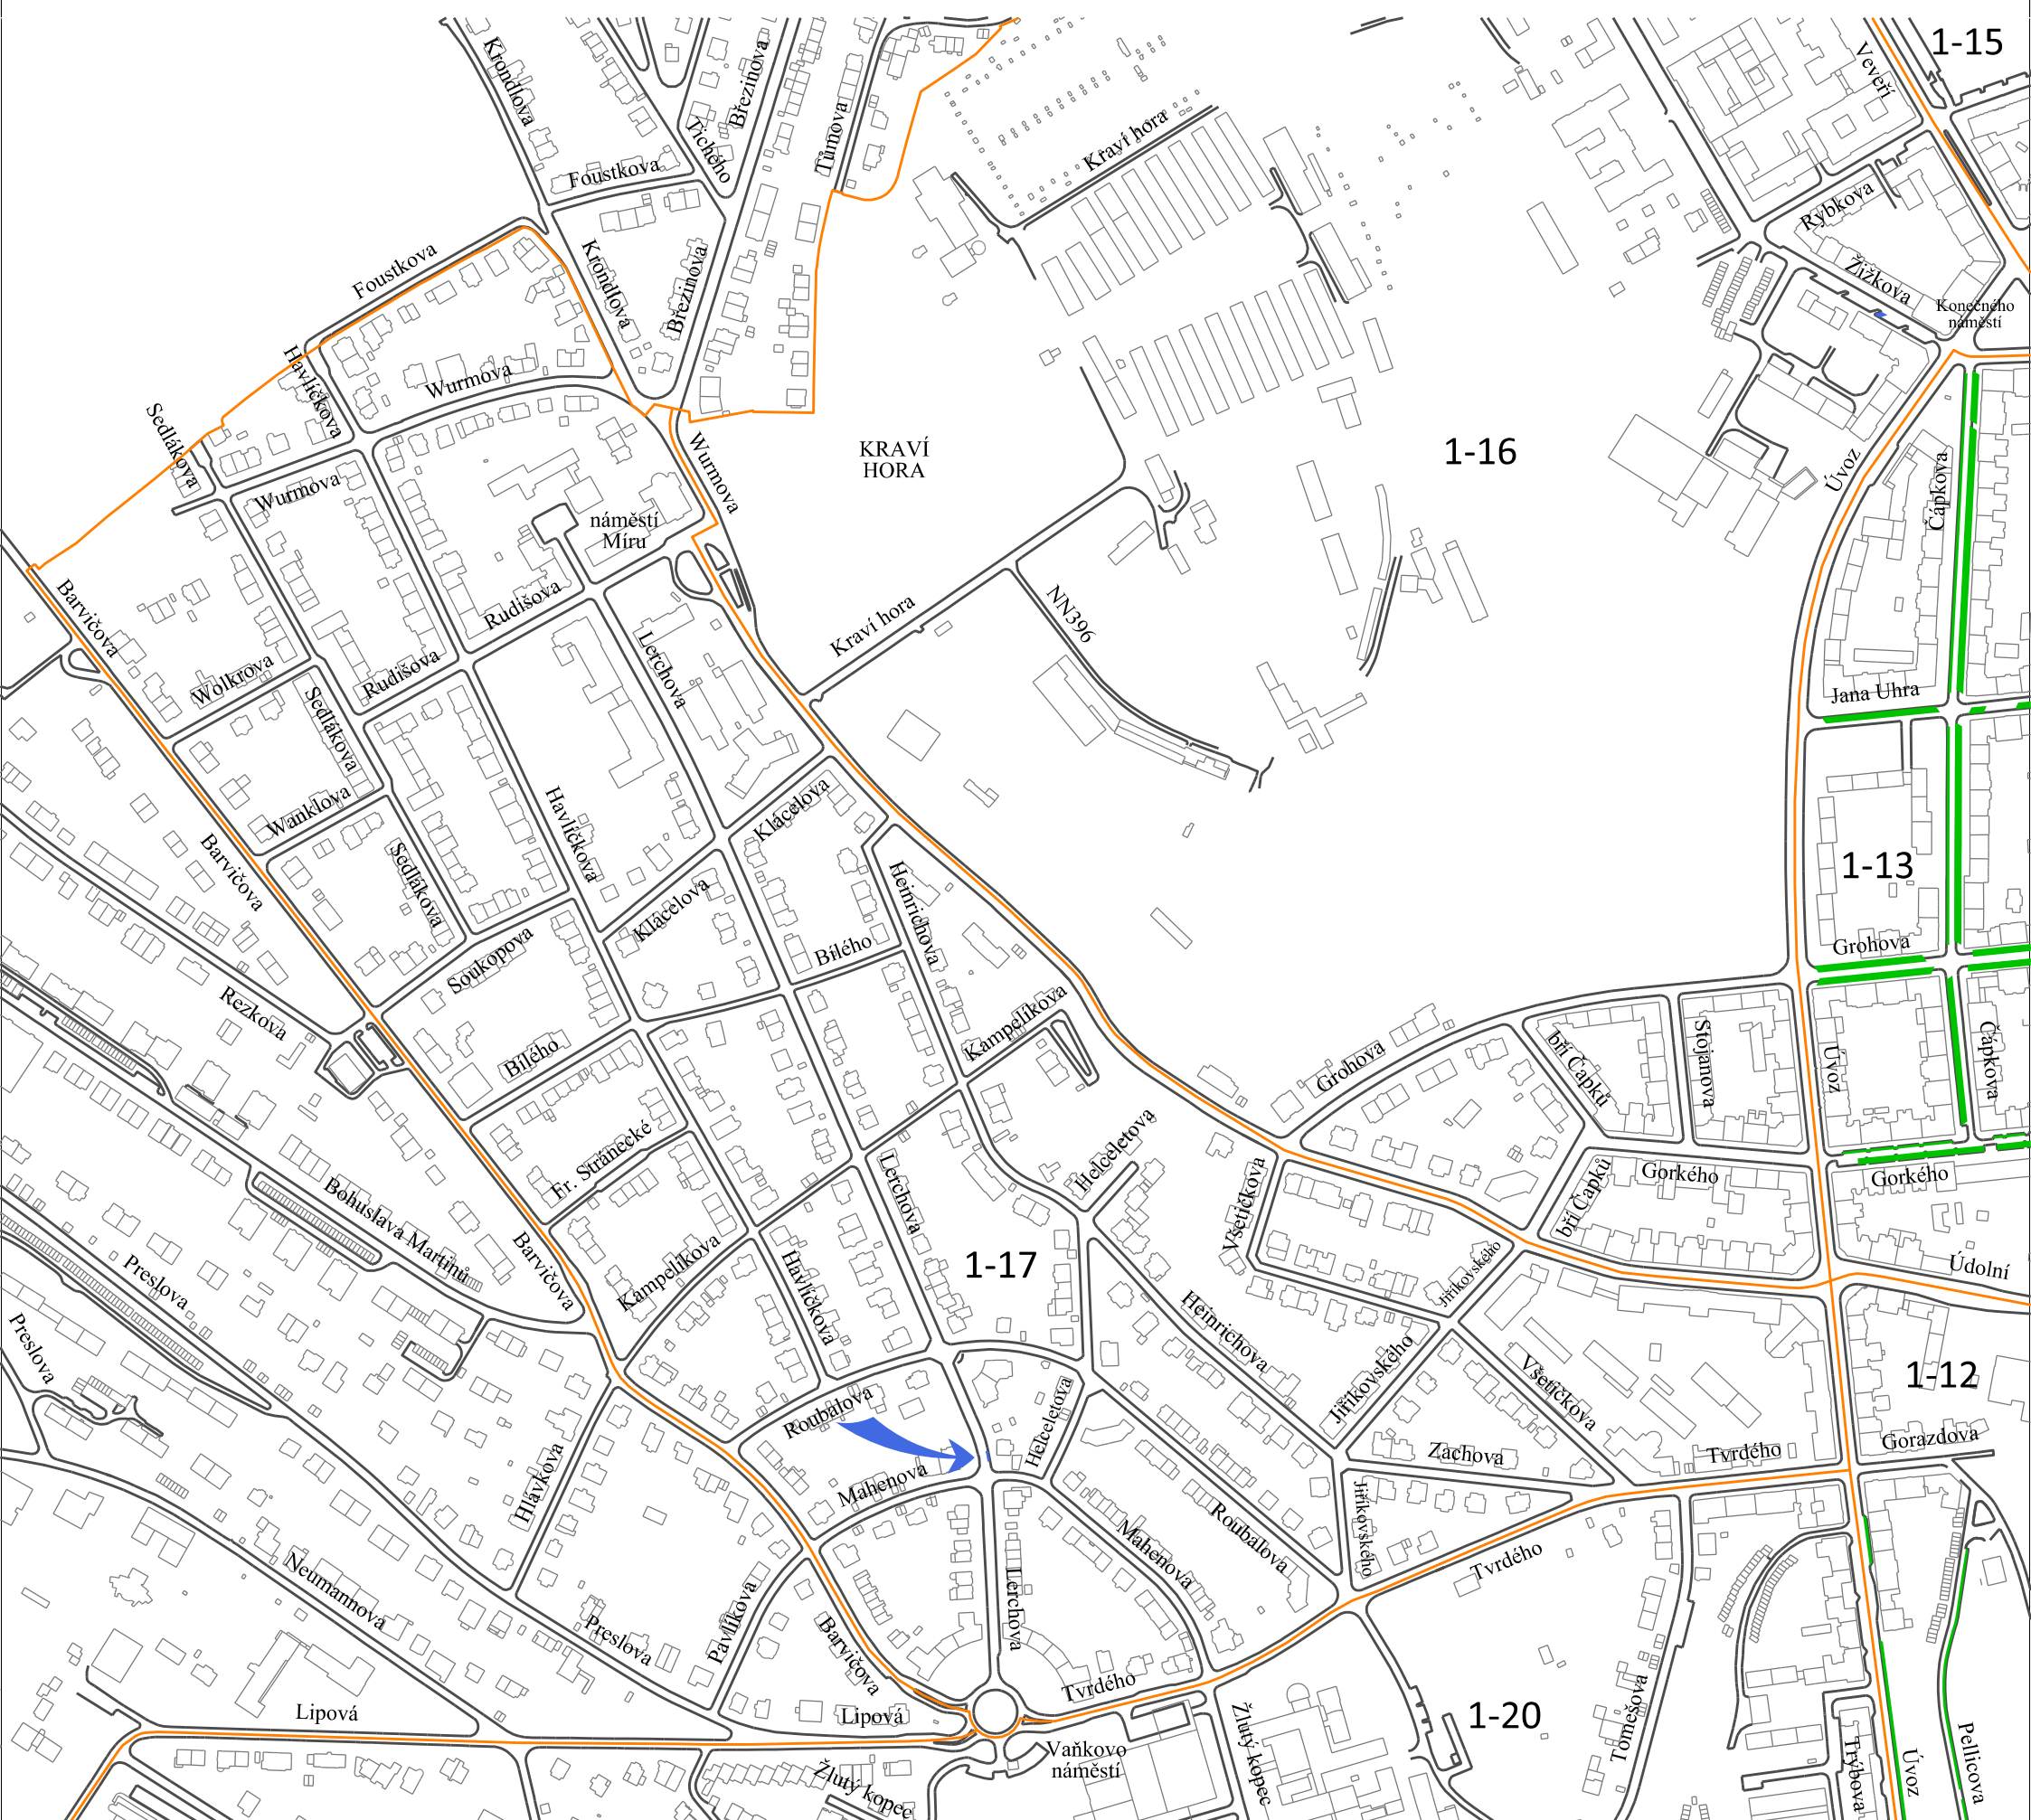 1-15
Veveří
Krondlova
Březinova
Tichého
Tůmova
Kraví hora
Foustkova
Rybkova
Foustkova
Krondlova
Březinova
Žižkova
Konečného
náměstí
Havlíčkova
Wurmova
Sedlákova
Wurmova
KRAVÍ
HORA
1-16
Úvoz
Čápkova
Wurmova
náměstí
Míru
Barvičova
Rudišova
Kraví hora
NN396
Lerchova
Wolkrova
Rudišova
Sedlákova
Jana Uhra
Wanklova
Havlíčkova
Klácelova
Barvičova
Sedlákova
Klácelova
Heinrichova
1-13
Bílého
Grohova
Soukopova
Rezkova
Kampelíkova
Bílého
Grohova
bří Čapků
Stojanova
Úvoz
Čápkova
Fr. Stránecké
Helceletova
Lerchova
Všetičkova
bří Čapků
Gorkého
Gorkého
Bohuslava Martinů
Barvičova
Preslova
Kampelíkova
Havlíčkova
1-17
Jiříkovského
Údolní
Heinrichova
Preslova
Jiříkovského
Všetičkova
1-12
Roubalova
Helceletova
Zachova
Tvrdého
Gorazdova
Hlávkova
Mahenova
Jiříkovského
Roubalova
Mahenova
Tvrdého
Neumannova
Lerchova
Preslova
Pavlíkova
Barvičova
Tvrdého
Lipová
Lipová
Žlutý kopec
1-20
Tomešova
Vaňkovo
náměstí
Žlutý kopec
Trýbova
Úvoz
Pellicova